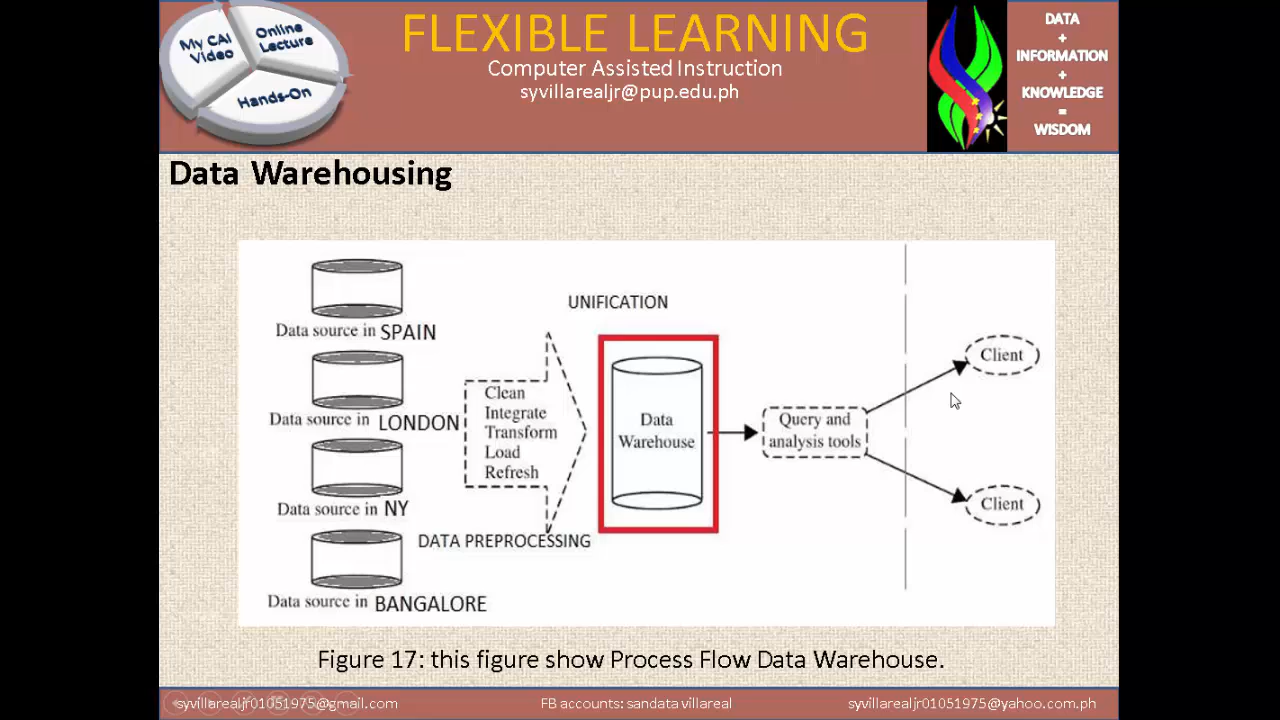 My CAI
Video
Online
Lecture
Hands-On
FLEXIBLE LEARNING
Computer Assisted Instruction
syvillarealjr@pup.edu.ph
DATA
+
INFORMATION
+
KNOWLEDGE
=
WISDOM
Data Warehousing
Data source in SPAIN
Data source in LONDON
Data source in NY
Data source in BANGALORE
Clean
Integrate
Transform
Load
Refresh
DATA PREPROCESSING
UNIFICATION
Data
Warehouse
Query and
analysis tools
Client
Client
Figure 17: this figure show Process Flow Data Warehouse.
syvillarealjr01051975@gmail.com
FB accounts: sandata villareal
syvillarealjr01051975@yahoo.com.ph